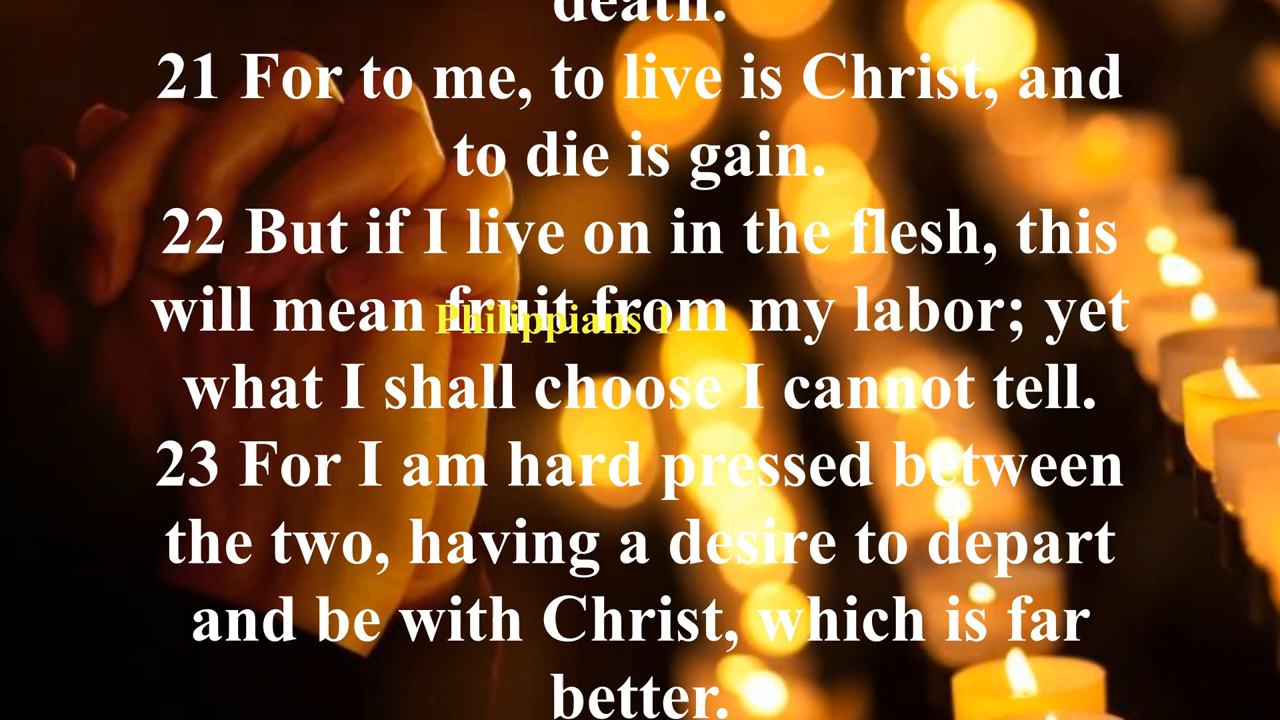 death.
21 For to me, to live is Christ, and
to die is gain.
22 But if I live on in the flesh, this
will mean fruit from my labor; yet
Philippians 1
what I shall choose I cannot tell.
23 For I am hard pressed between
the two, having a desire to depart
and be with Christ, which is far
better.